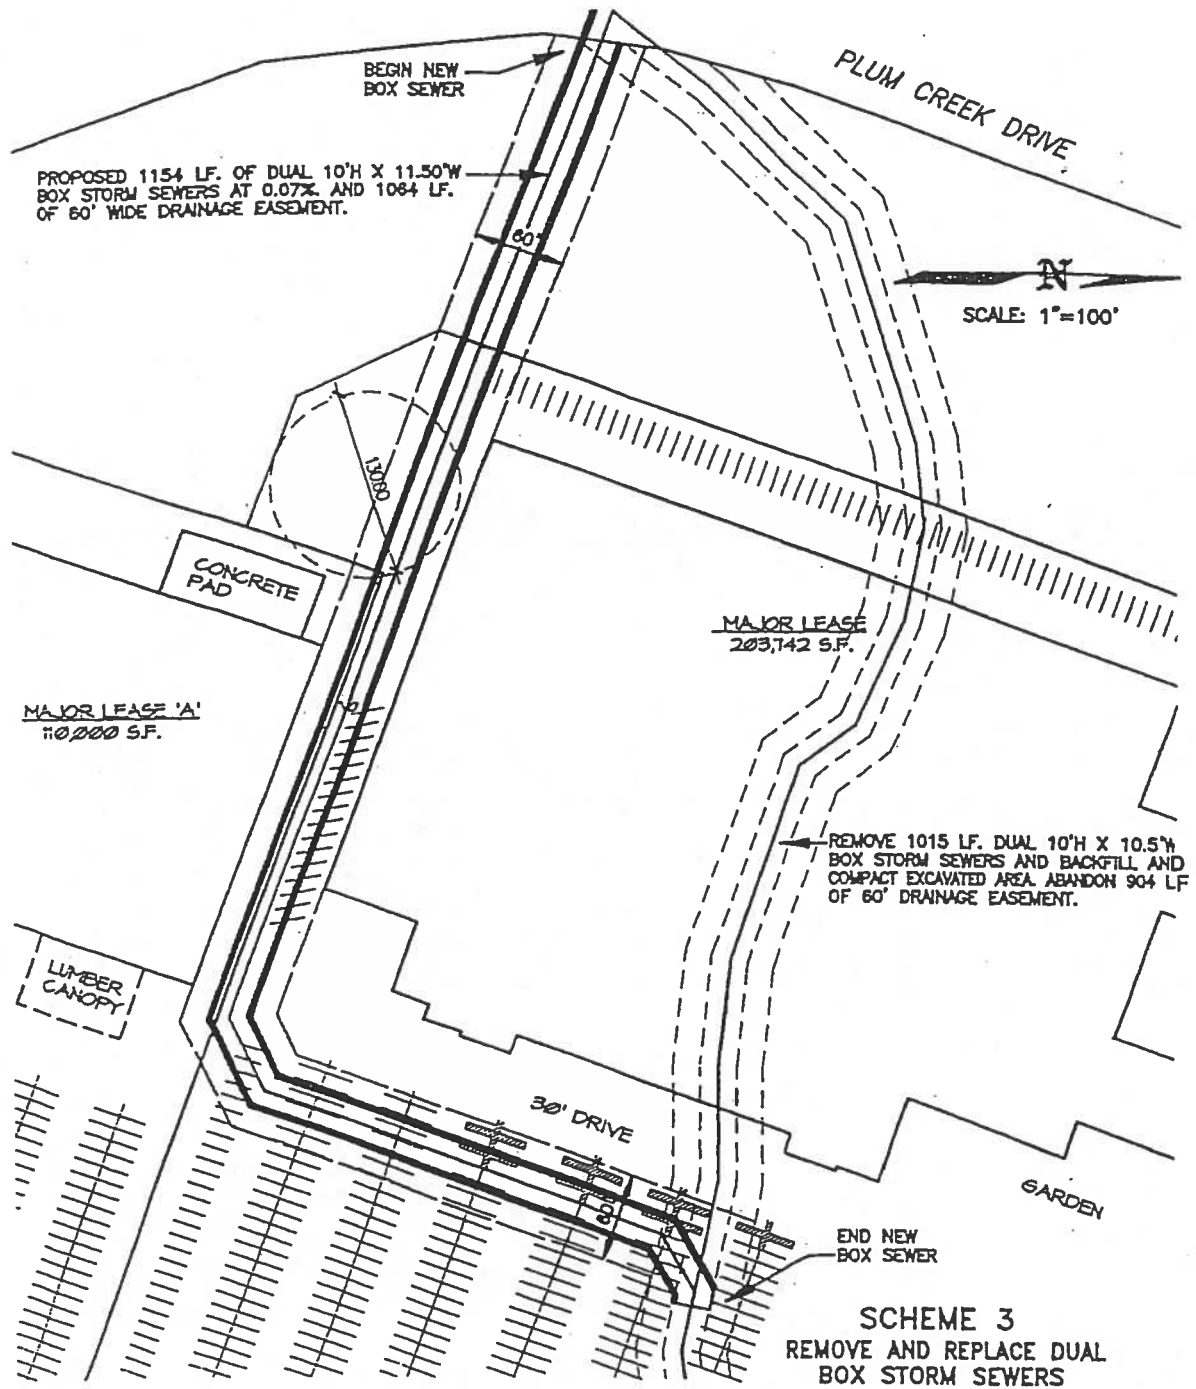 BEGIN NEW
BOX SEWER
PLUM CREEK DRIVE
PROPOSED 1154 LF. OF DUAL 10'H X 11.50'W
BOX STORM SEWERS AT 0.07% AND 1064 LF.
OF 60' WIDE DRAINAGE EASEMENT.
60'
N
SCALE: 1"=100'
130.00
CONCRETE
PAD
MAJOR LEASE
203,742 S.F.
MAJOR LEASE 'A'
110,000 S.F.
REMOVE 1015 LF. DUAL 10'H X 10.5'W
BOX STORM SEWERS AND BACKFILL AND
COMPACT EXCAVATED AREA. ABANDON 904 LF
OF 60' DRAINAGE EASEMENT.
LUMBER
CANOPY
30' DRIVE
60'
GARDEN
END NEW
BOX SEWER
SCHEME 3
REMOVE AND REPLACE DUAL
BOX STORM SEWERS